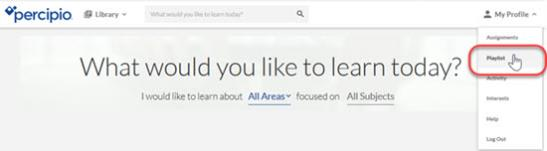 percipio. Library What would you like to learn today? My Profile
Assignments
Playlist
Activity
Interests
Help
Log Out
What would you like to learn today?
I would like to learn about All Areas focused on All Subjects